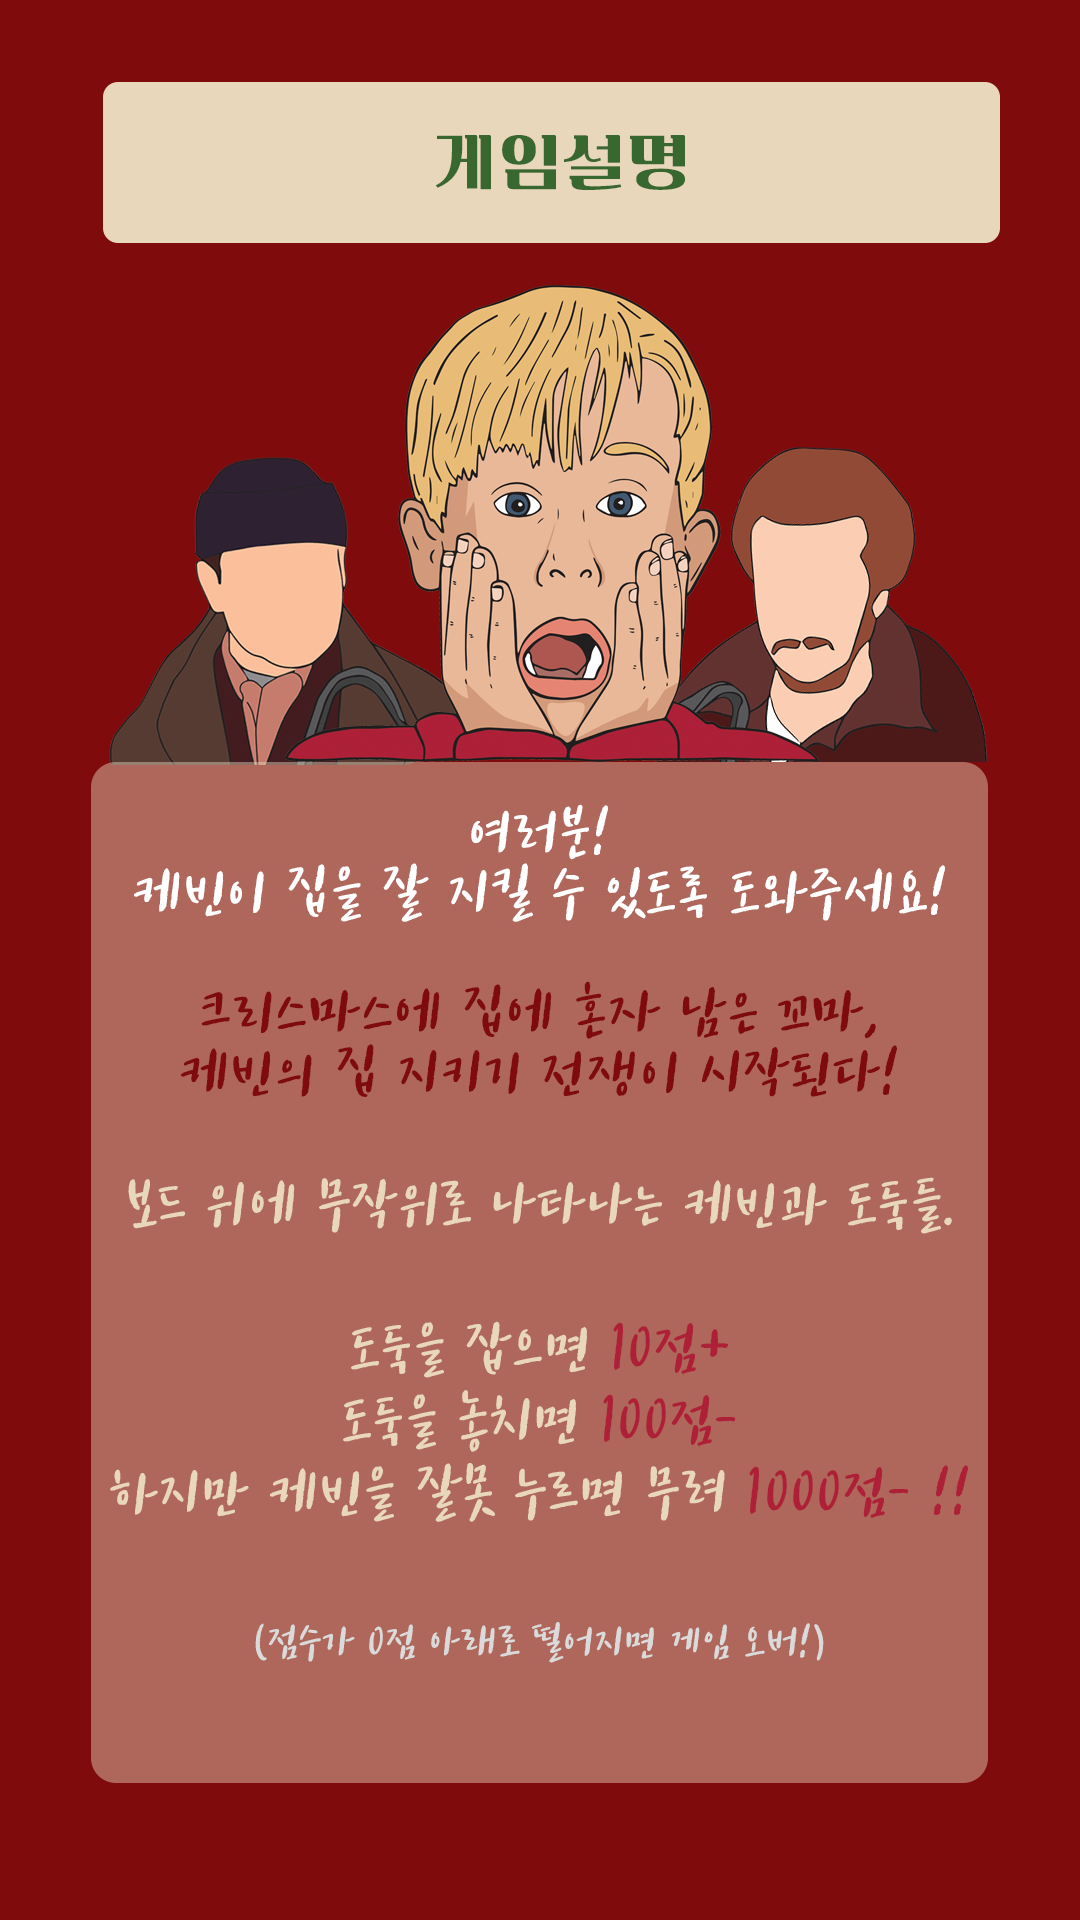 게임설명
여러분!
케빈이 집을 잘 지킬 수 있도록 도와주세요!
크리스마스에 집에 혼자 남은 꼬마,
케빈의 집 지키기 전쟁이 시작된다!
보드 위에 무작위로 나타나는 케빈과 도둑들.
도둑을 잡으면 10점+
도둑을 놓치면 100점-
하지만 케빈을 잘못 누르면 무려 1000점- !!
(점수가 0점 아래로 떨어지면 게임 오버!)